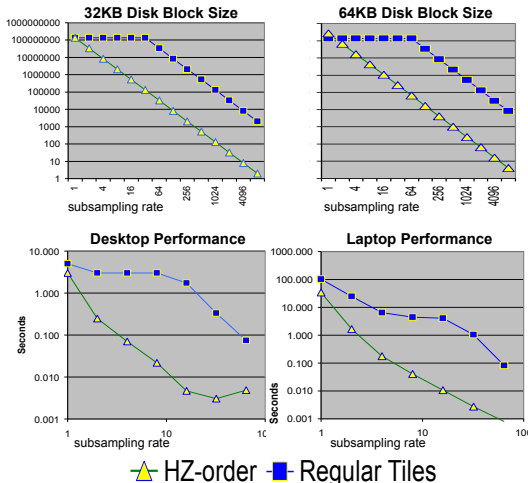 32KB Disk Block Size
1000000000
100000000
10000000
1000000
100000
10000
1000
100
10
1
1 4 16 64 256 1024 4096
subsampling rate
64KB Disk Block Size
1 4 16 64 256 1024 4096
subsampling rate
Desktop Performance
10.000
1.000
0.100
0.010
0.001
Seconds
1 10
subsampling rate
Laptop Performance
1000.000
100.000
10.000
1.000
0.100
0.010
0.001
Seconds
1 10 100
subsampling rate
HZ-order Regular Tiles